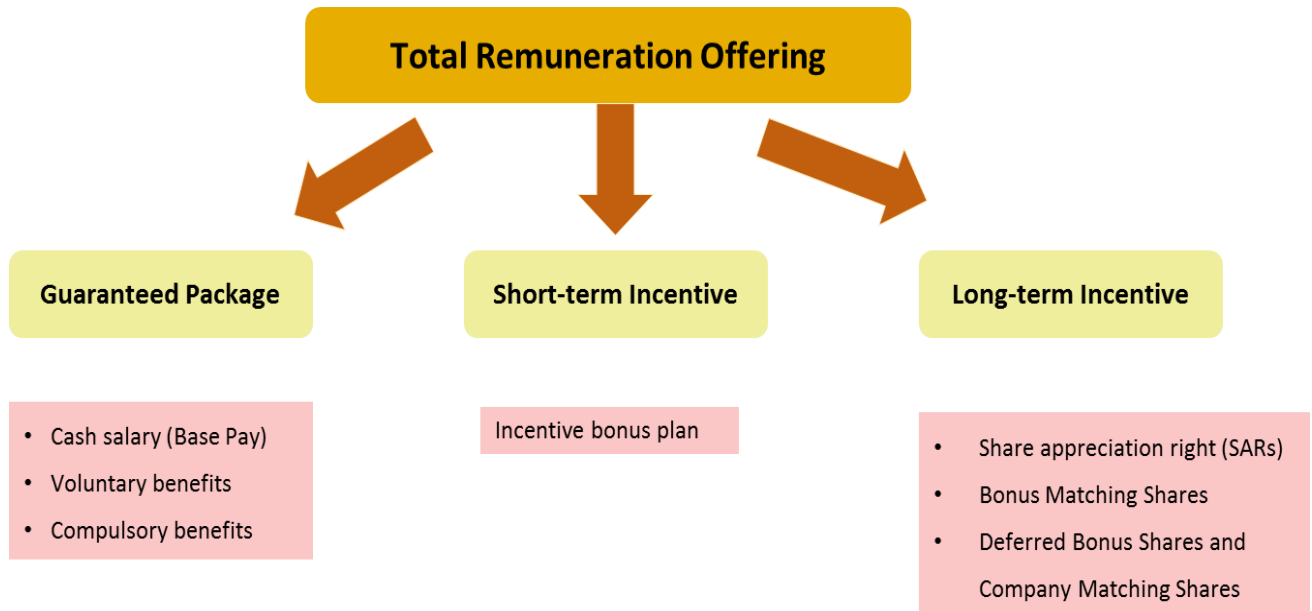 Total Remuneration Offering
Guaranteed Package
Short-term Incentive
Long-term Incentive
• Cash salary (Base Pay)
• Voluntary benefits
• Compulsory benefits
Incentive bonus plan
• Share appreciation right (SARs)
• Bonus Matching Shares
• Deferred Bonus Shares and
Company Matching Shares